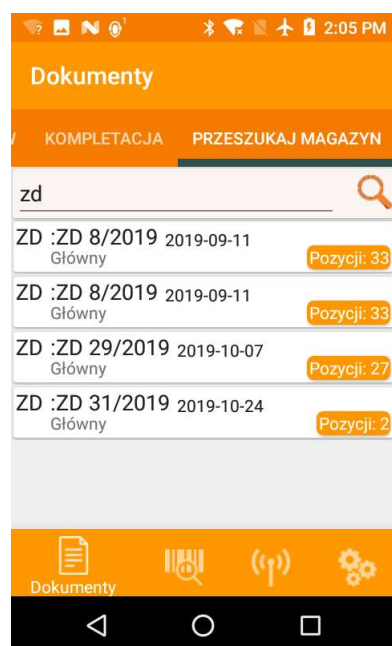 2:05 PM
Dokumenty
KOMPLETACJA PRZESZUKAJ MAGAZYN
zd
ZD :ZD 8/2019 2019-09-11
Główny Pozycji: 33
ZD :ZD 8/2019 2019-09-11
Główny Pozycji: 33
ZD :ZD 29/2019 2019-10-07
Główny Pozycji: 27
ZD :ZD 31/2019 2019-10-24
Główny Pozycji: 2
Dokumenty